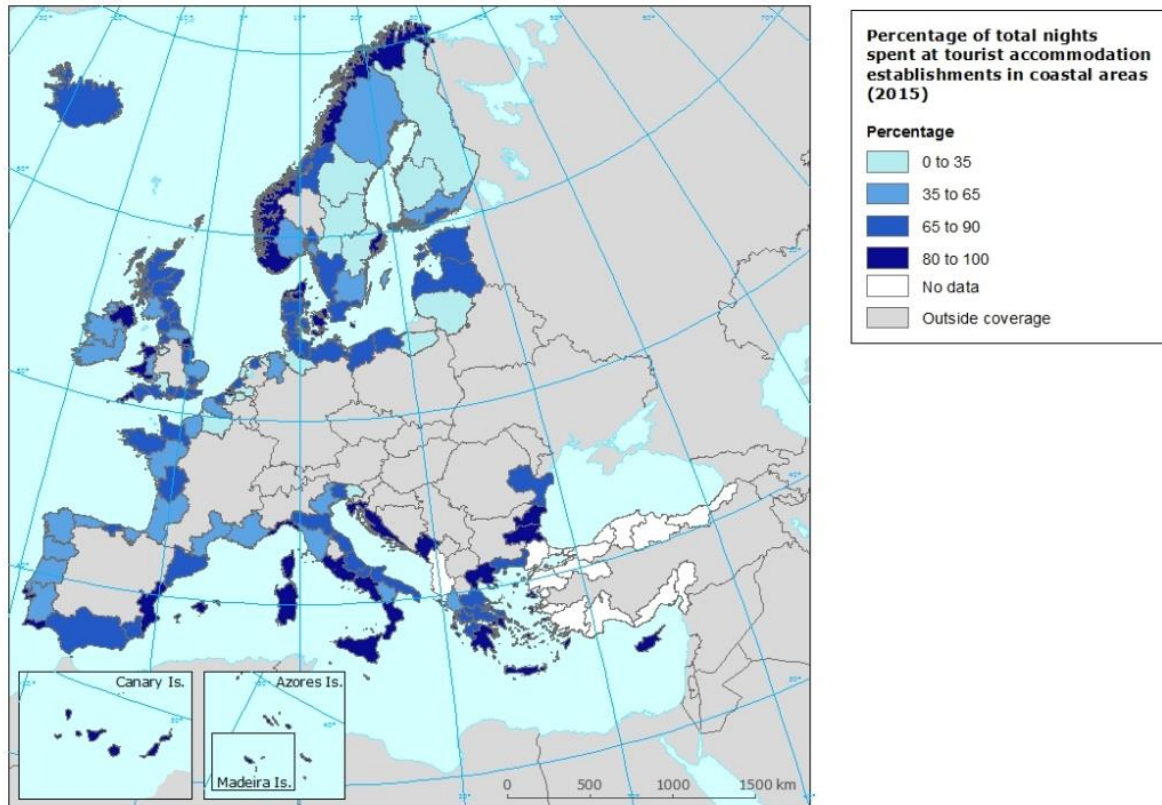 Percentage of total nights
spent at tourist accommodation
establishments in coastal areas
(2015)
Percentage
0 to 35
35 to 65
65 to 90
80 to 100
No data
Outside coverage
Canary Is.
Azores Is.
Madeira Is.
0 500 1000 1500 km